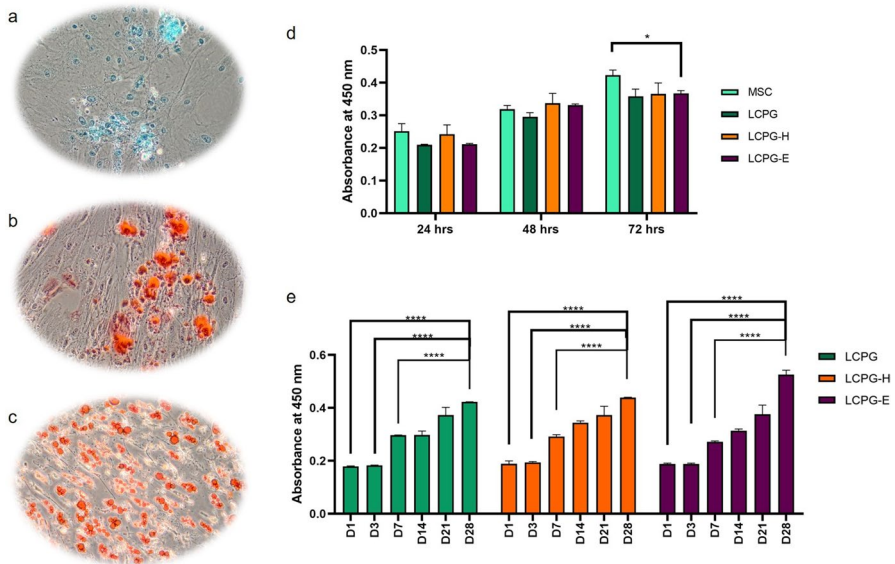 a
b
c
d
Absorbance at 450 nm
0.5
0.4
0.3
0.2
0.1
0.0
*
24 hrs
48 hrs
72 hrs
MSC
LCPG
LCPG-H
LCPG-E
e
Absorbance at 450 nm
0.6
0.4
0.2
0.0
****
****
****
****
****
****
****
****
****
D1 D3 D7 D14 D21 D28
D1 D3 D7 D14 D21 D28
D1 D3 D7 D14 D21 D28
LCPG
LCPG-H
LCPG-E